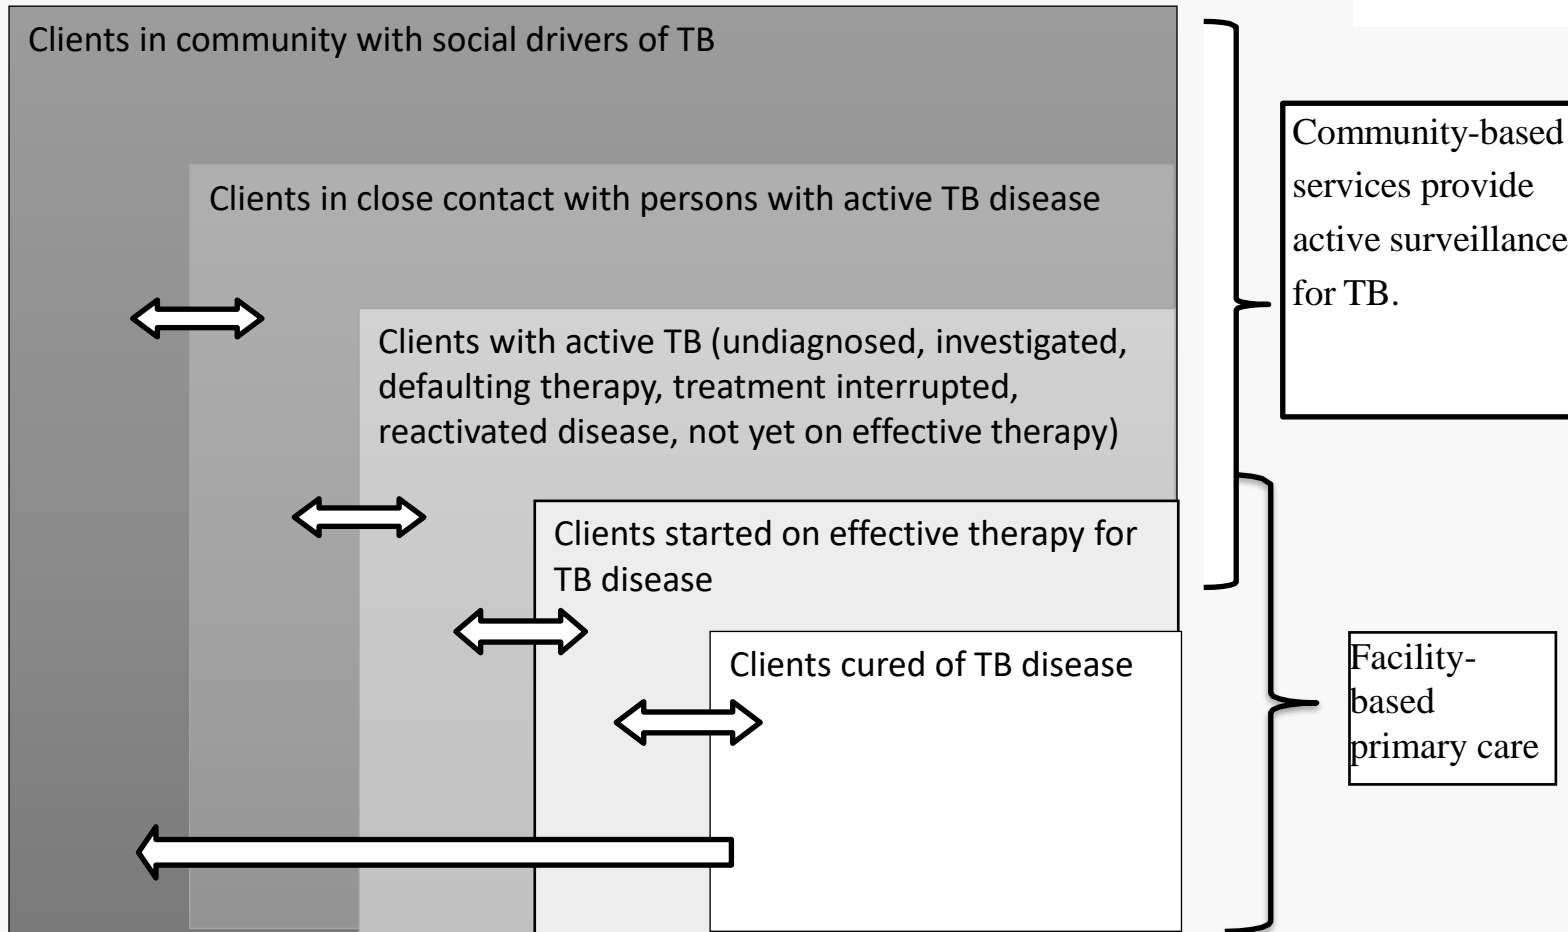 Clients in community with social drivers of TB
Clients in close contact with persons with active TB disease
Clients with active TB (undiagnosed, investigated,
defaulting therapy, treatment interrupted,
reactivated disease, not yet on effective therapy)
Clients started on effective therapy for
TB disease
Clients cured of TB disease
Community-based
services provide
active surveillance
for TB.
Facility-
based
primary care